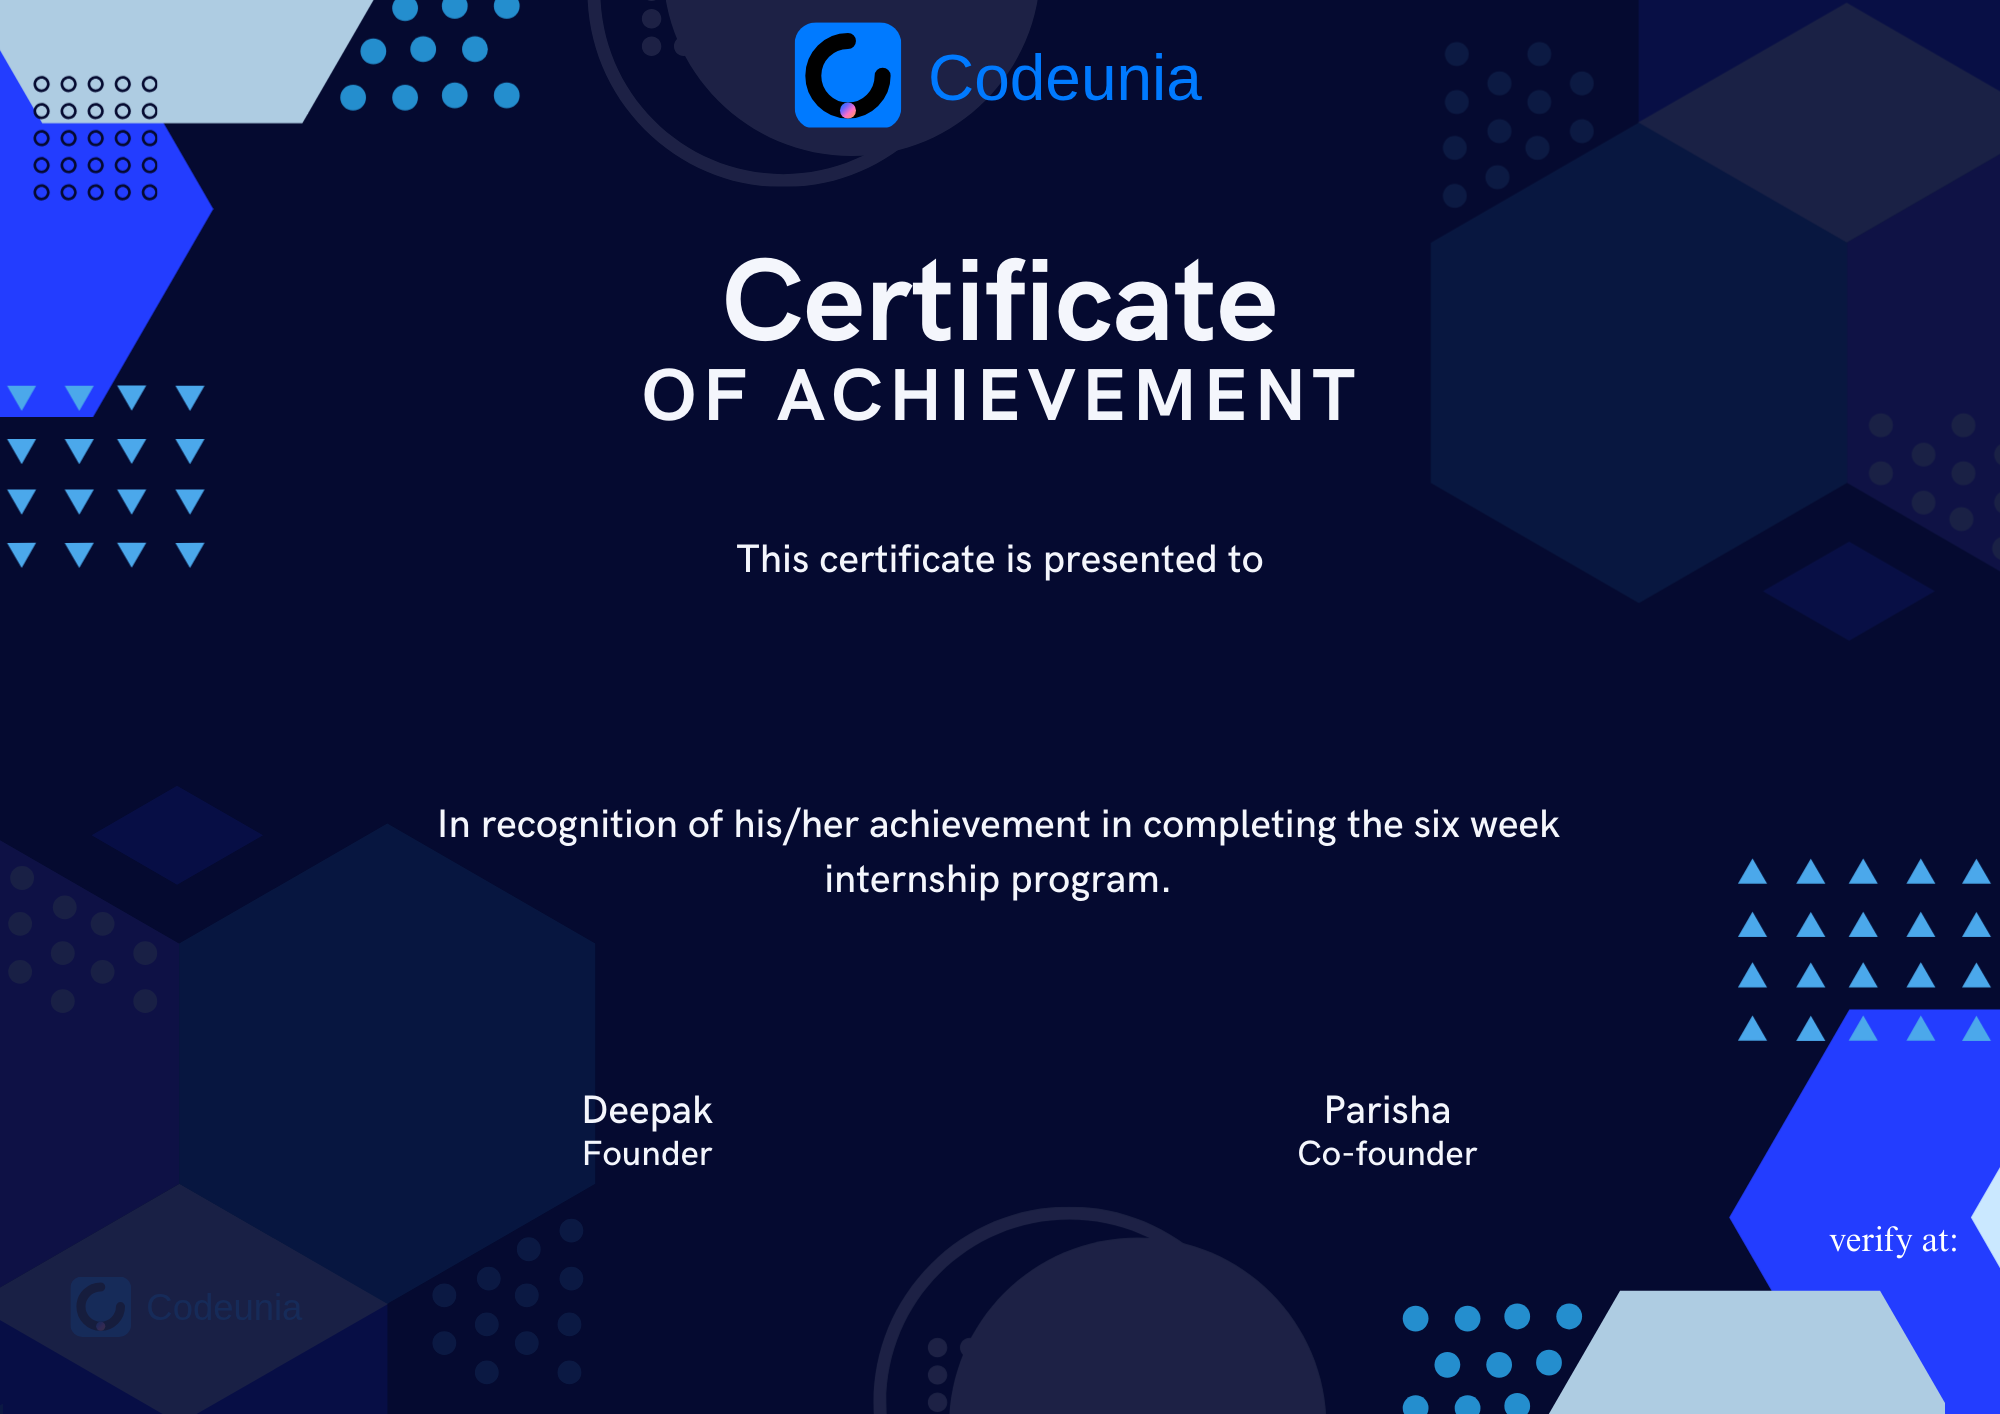 Codeunia
Certificate
OF ACHIEVEMENT
This certificate is presented to
In recognition of his/her achievement in completing the six week
internship program.
Deepak
Founder
Parisha
Co-founder
verify at:
Codeunia